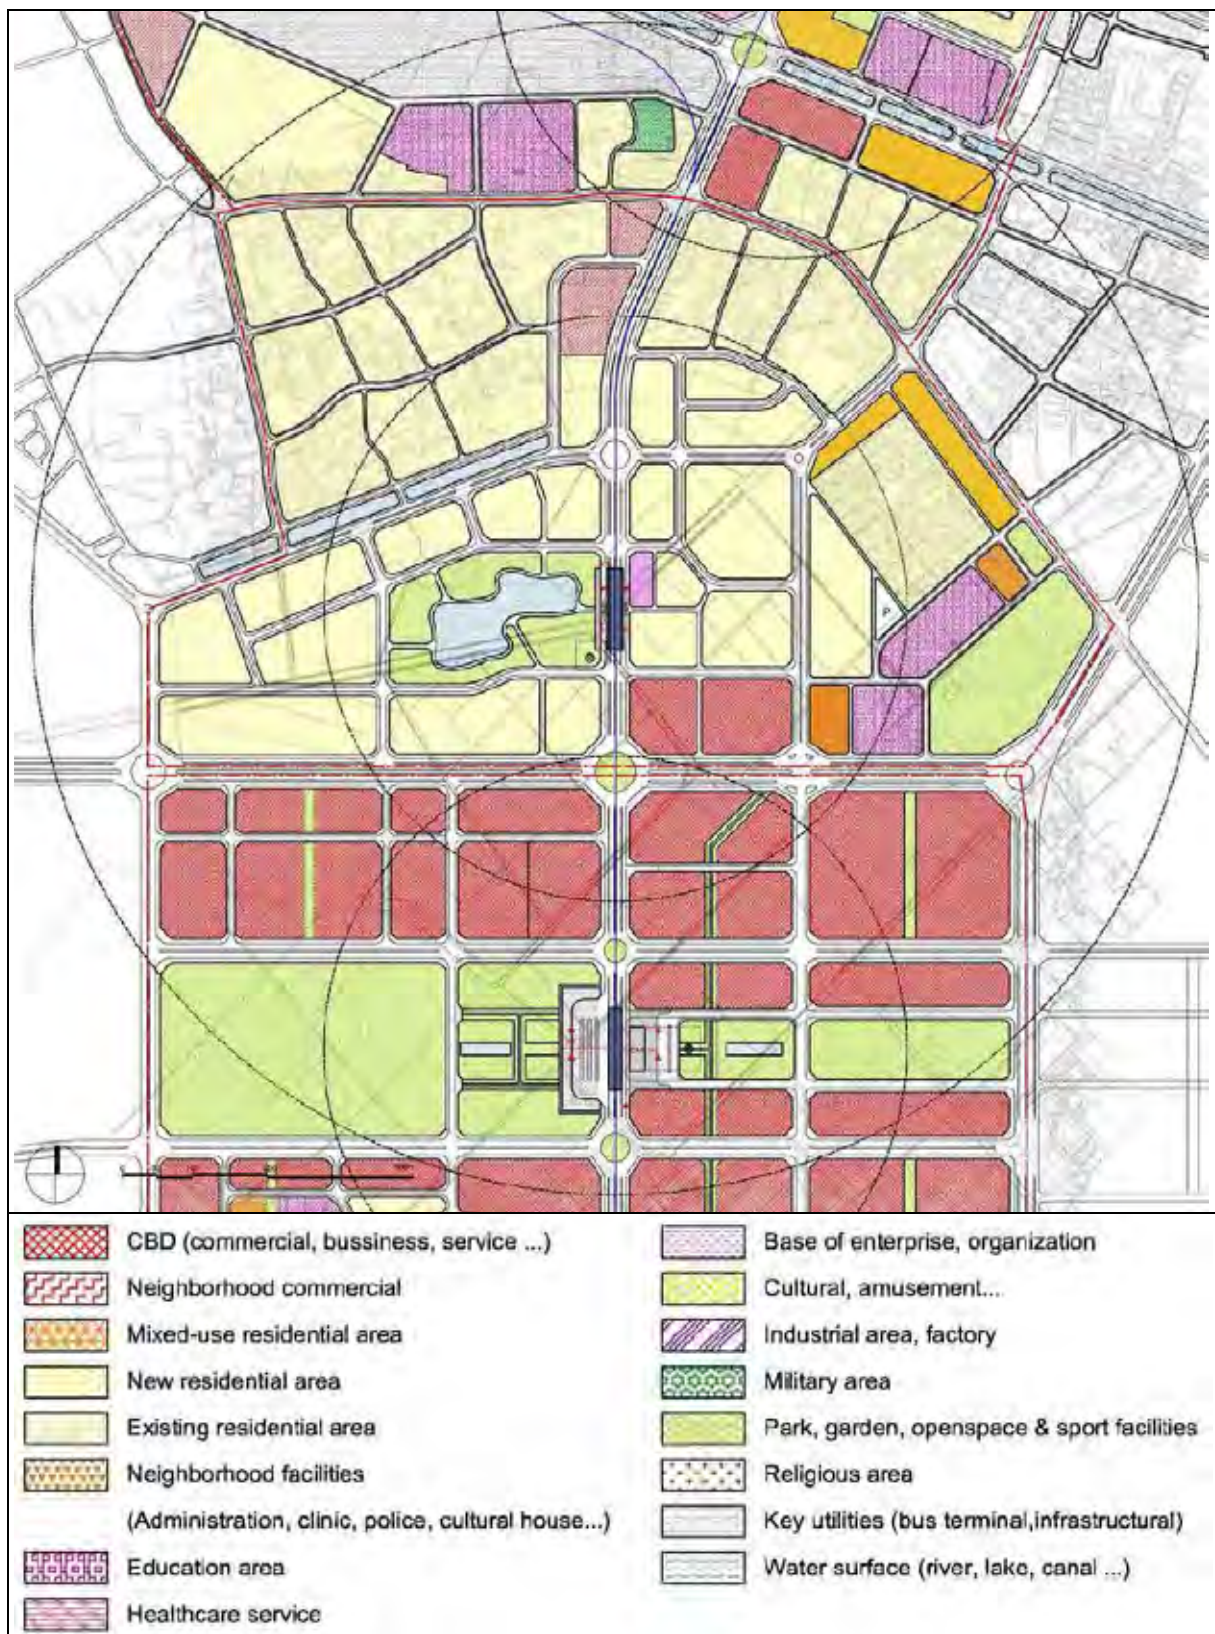 CBD (commercial, bussiness, service ...)
Neighborhood commercial
Mixed-use residential area
New residential area
Existing residential area
Neighborhood facilities
(Administration, clinic, police, cultural house...)
Education area
Healthcare service
Base of enterprise, organization
Cultural, amusement...
Industrial area, factory
Military area
Park, garden, openspace & sport facilities
Religious area
Key utilities (bus terminal,infrastructural)
Water surface (river, lake, canal ...)